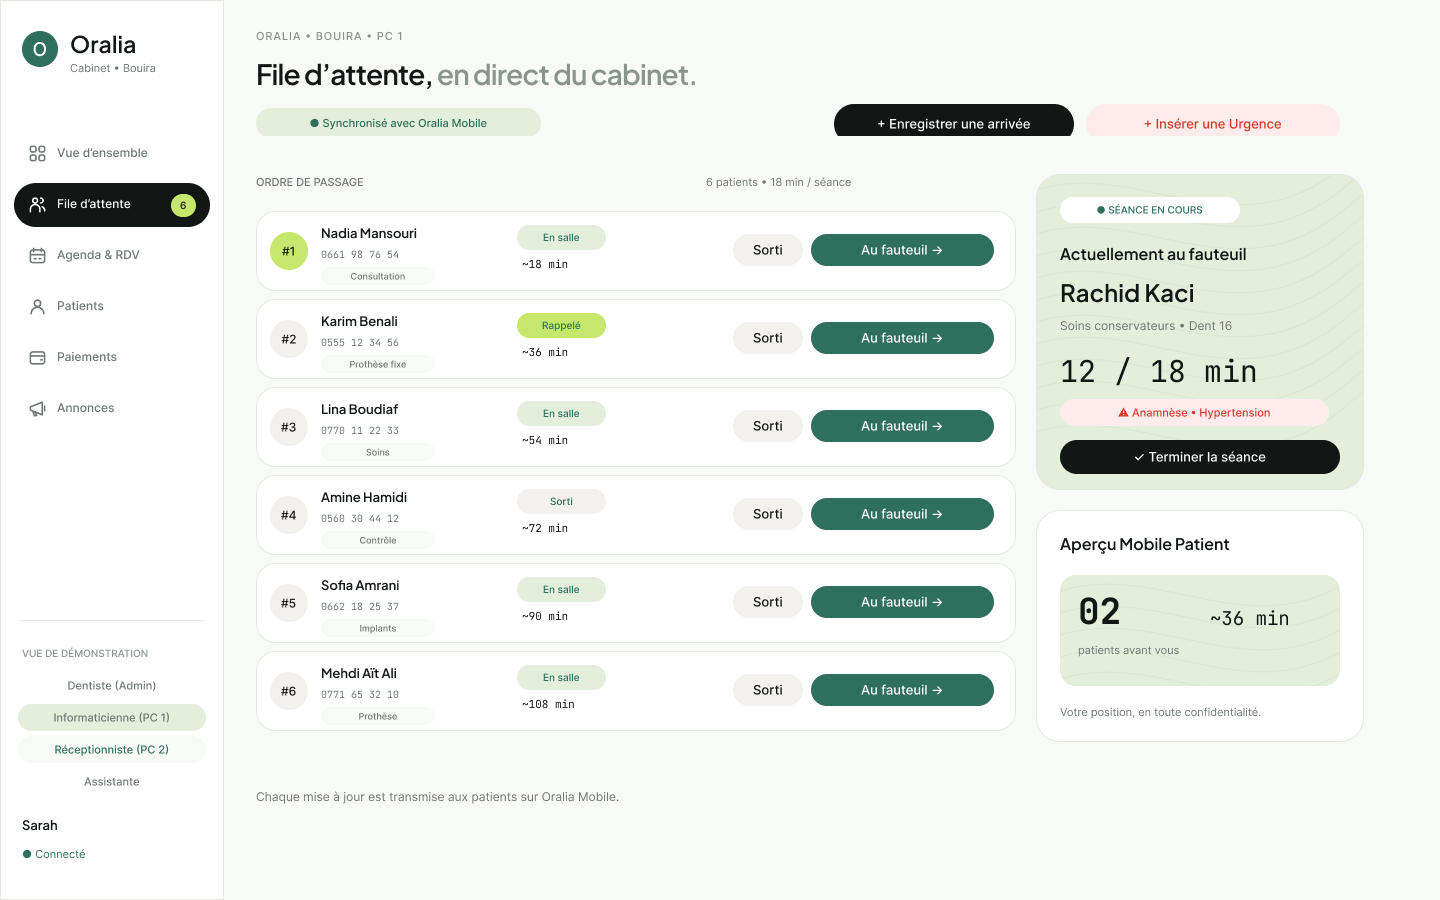 O
Oralia
Cabinet • Bouira
Vue d’ensemble
File d’attente
6
Agenda & RDV
Patients
Paiements
Annonces
VUE DE DÉMONSTRATION
Dentiste (Admin)
Informaticienne (PC 1)
Réceptionniste (PC 2)
Assistante
Sarah
● Connecté
ORALIA • BOUIRA • PC 1
File d’attente, en direct du cabinet.
● Synchronisé avec Oralia Mobile
+ Enregistrer une arrivée
+ Insérer une Urgence
ORDRE DE PASSAGE
6 patients • 18 min / séance
#1
Nadia Mansouri
0661 98 76 54
Consultation
En salle
~18 min
Sorti
Au fauteuil →
#2
Karim Benali
0555 12 34 56
Prothèse fixe
Rappelé
~36 min
Sorti
Au fauteuil →
#3
Lina Boudiaf
0770 11 22 33
Soins
En salle
~54 min
Sorti
Au fauteuil →
#4
Amine Hamidi
0560 30 44 12
Contrôle
Sorti
~72 min
Sorti
Au fauteuil →
#5
Sofia Amrani
0662 18 25 37
Implants
En salle
~90 min
Sorti
Au fauteuil →
#6
Mehdi Aït Ali
0771 65 32 10
Prothèse
En salle
~108 min
Sorti
Au fauteuil →
Chaque mise à jour est transmise aux patients sur Oralia Mobile.
● SÉANCE EN COURS
Actuellement au fauteuil
Rachid Kaci
Soins conservateurs • Dent 16
12 / 18 min
⚠ Anamnèse • Hypertension
✓ Terminer la séance
Aperçu Mobile Patient
02
~36 min
patients avant vous
Votre position, en toute confidentialité.